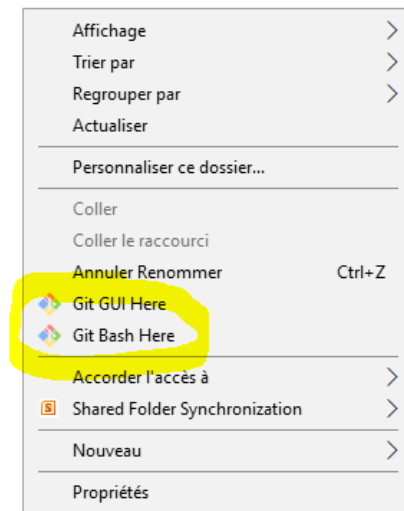 Affichage
Trier par
Regrouper par
Actualiser
Personnaliser ce dossier...
Coller
Coller le raccourci
Annuler Renommer Ctrl+Z
Git GUI Here
Git Bash Here
Accorder l'accès à
S Shared Folder Synchronization
Nouveau
Propriétés